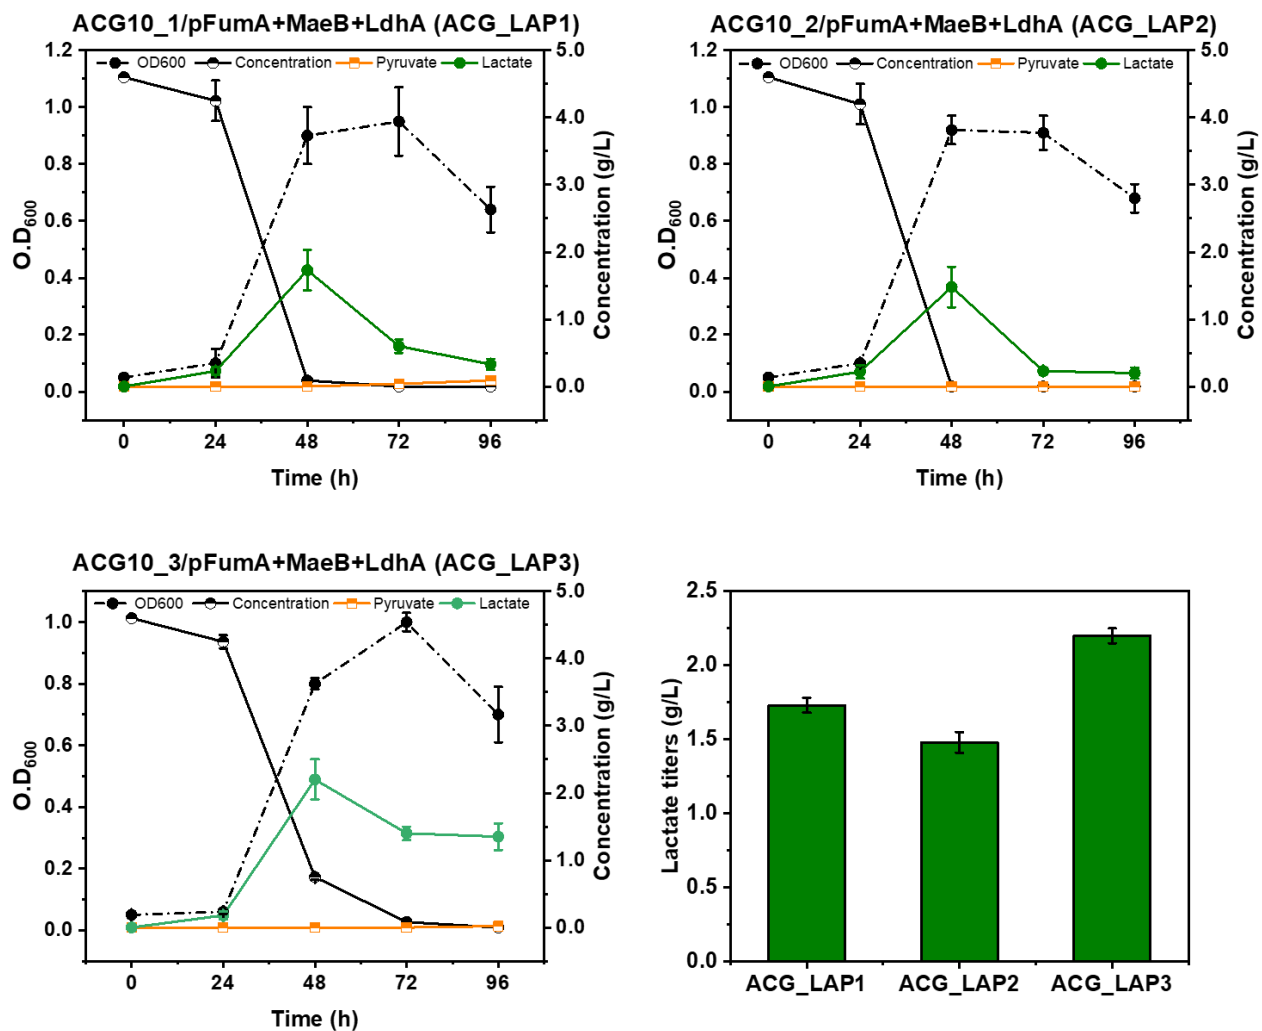 ACG10_1/pFumA+MaeB+LdhA (ACG_LAP1)
OD600 Concentration Pyruvate Lactate
1.2
1.0
0.8
0.6
0.4
0.2
0.0
O.D600
5.0
4.0
3.0
2.0
1.0
0.0
Concentration (g/L)
0 24 48 72 96
Time (h)
ACG10_2/pFumA+MaeB+LdhA (ACG_LAP2)
OD600 Concentration Pyruvate Lactate
1.2
1.0
0.8
0.6
0.4
0.2
0.0
O.D600
5.0
4.0
3.0
2.0
1.0
0.0
Concentration (g/L)
0 24 48 72 96
Time (h)
ACG10_3/pFumA+MaeB+LdhA (ACG_LAP3)
OD600 Concentration Pyruvate Lactate
1.0
0.8
0.6
0.4
0.2
0.0
O.D600
5.0
4.0
3.0
2.0
1.0
0.0
Concentration (g/L)
0 24 48 72 96
Time (h)
2.5
2.0
1.5
1.0
0.5
0.0
Lactate titers (g/L)
ACG_LAP1 ACG_LAP2 ACG_LAP3